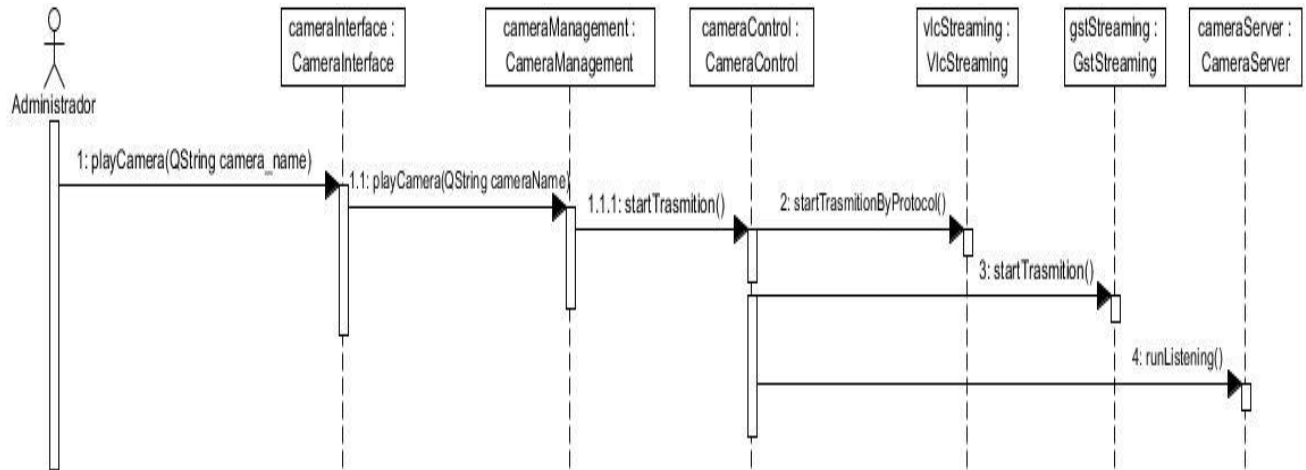 cameraInterface :
CameraInterface
cameraManagement :
CameraManagement
cameraControl :
CameraControl
vlcStreaming :
VlcStreaming
gstStreaming :
GstStreaming
cameraServer :
CameraServer
Administrador
1: playCamera(QString camera_name)
1.1: playCamera(QString cameraName)
1.1.1: startTrasmition()
2: startTrasmitionByProtocol()
3: startTrasmition()
4: runListening()